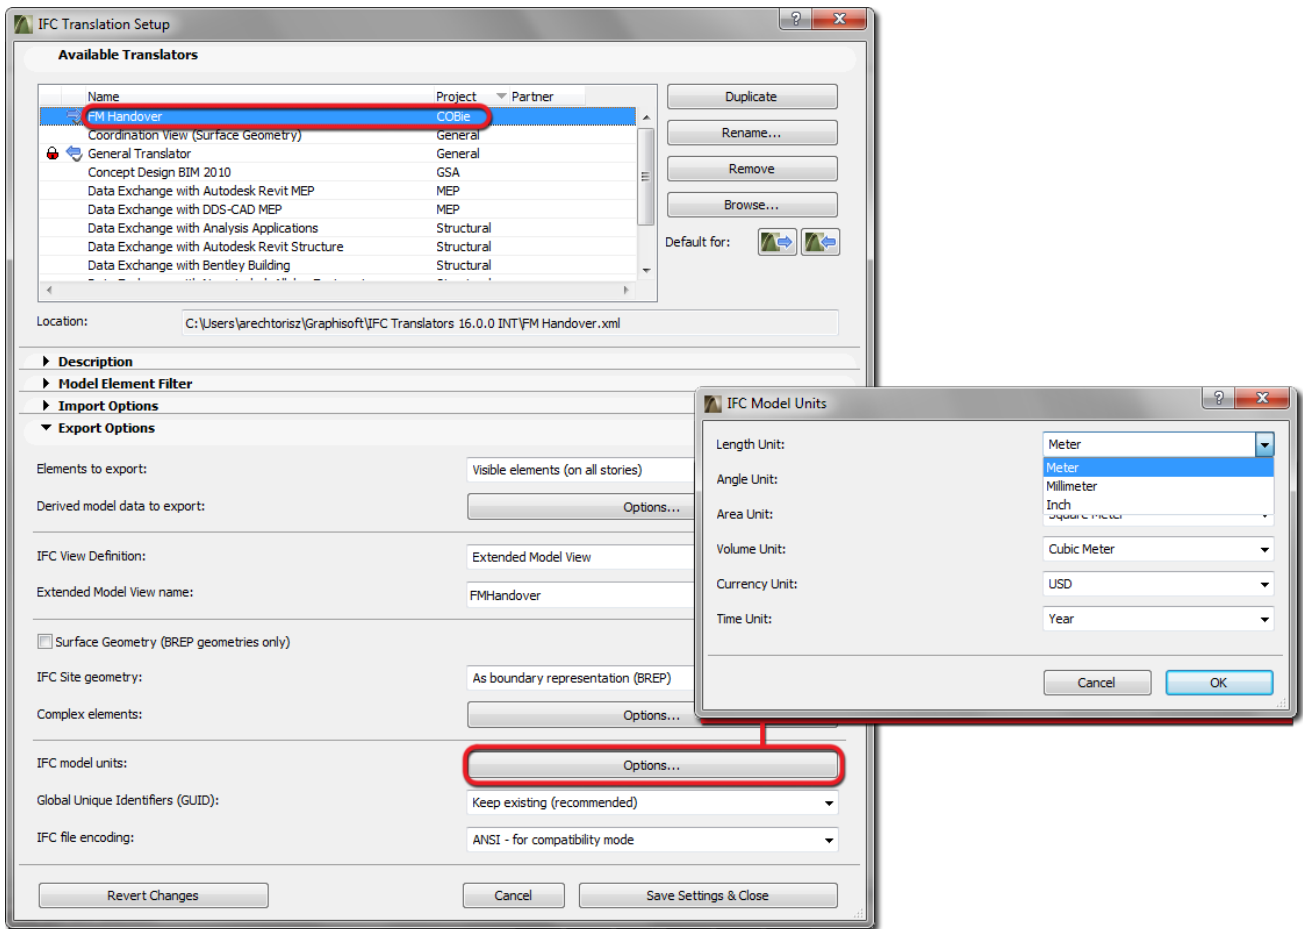 IFC Translation Setup
Available Translators
Name Project Partner
FM Handover COBie
Coordination View (Surface Geometry) General
General Translator General
Concept Design BIM 2010 GSA
Data Exchange with Autodesk Revit MEP MEP
Data Exchange with DDS-CAD MEP MEP
Data Exchange with Analysis Applications Structural
Data Exchange with Autodesk Revit Structure Structural
Data Exchange with Bentley Building Structural
Duplicate
Rename...
Remove
Browse...
Default for:
Location: C:\Users\arechtorisz\Graphisoft\IFC Translators 16.0.0 INT\FM Handover.xml
Description
Model Element Filter
Import Options
Export Options
Elements to export: Visible elements (on all stories)
Derived model data to export: Options...
IFC View Definition: Extended Model View
Extended Model View name: FMHandover
Surface Geometry (BREP geometries only)
IFC Site geometry: As boundary representation (BREP)
Complex elements: Options...
IFC model units: Options...
Global Unique Identifiers (GUID): Keep existing (recommended)
IFC file encoding: ANSI - for compatibility mode
Revert Changes Cancel Save Settings & Close
IFC Model Units
Length Unit: Meter
Meter
Angle Unit: Millimeter
Inch
Area Unit: Square Meter
Volume Unit: Cubic Meter
Currency Unit: USD
Time Unit: Year
Cancel OK